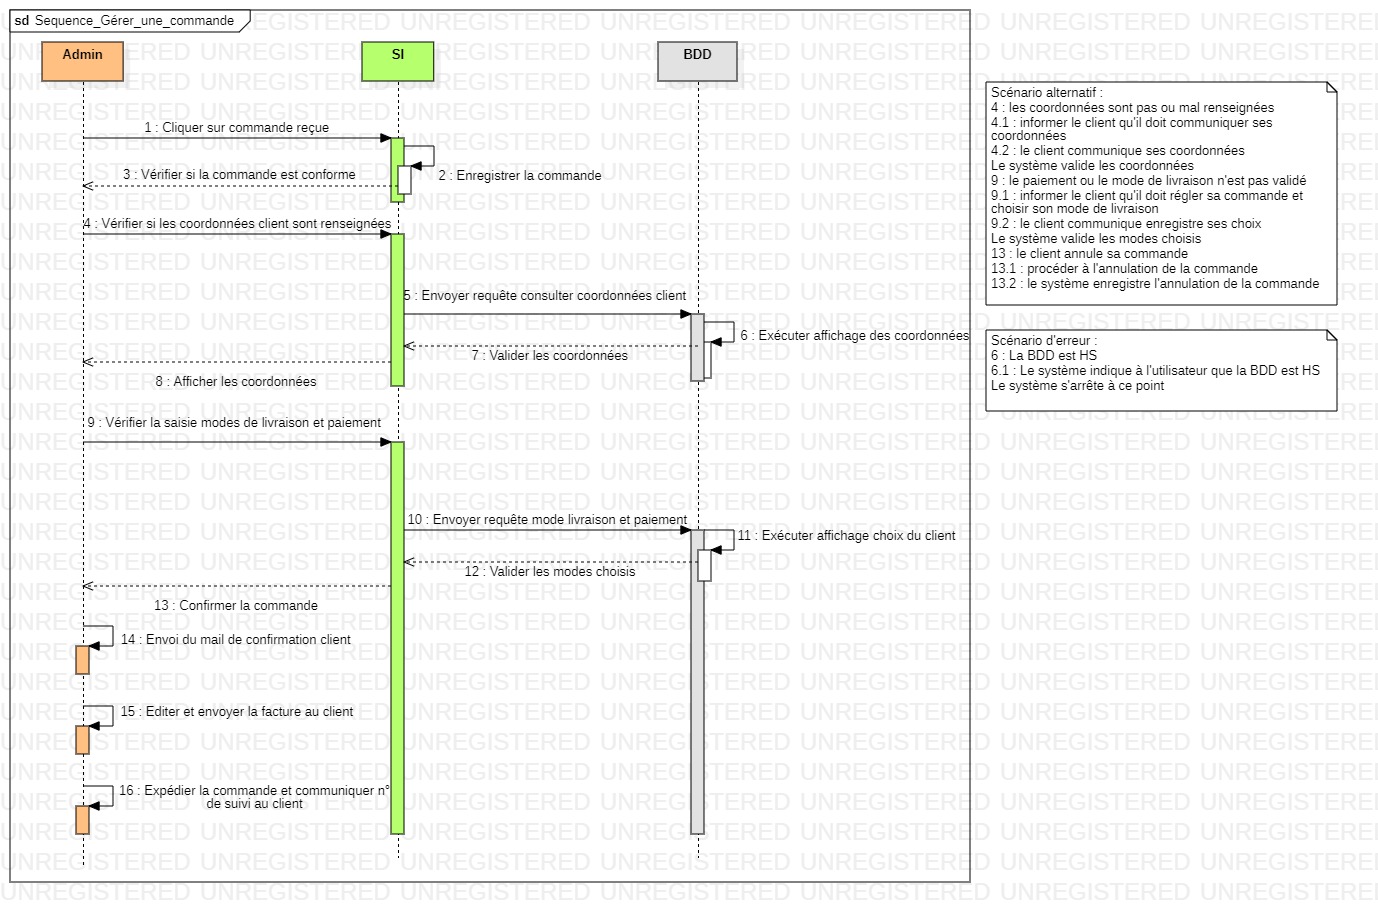 sd Sequence_Gérer_une_commande
Admin
SI
BDD
1 : Cliquer sur commande reçue
2 : Enregistrer la commande
3 : Vérifier si la commande est conforme
4 : Vérifier si les coordonnées client sont renseignées
5 : Envoyer requête consulter coordonnées client
6 : Exécuter affichage des coordonnées
7 : Valider les coordonnées
8 : Afficher les coordonnées
9 : Vérifier la saisie modes de livraison et paiement
10 : Envoyer requête mode livraison et paiement
11 : Exécuter affichage choix du client
12 : Valider les modes choisis
13 : Confirmer la commande
14 : Envoi du mail de confirmation client
15 : Editer et envoyer la facture au client
16 : Expédier la commande et communiquer n°
de suivi au client
Scénario alternatif :
4 : les coordonnées sont pas ou mal renseignées
4.1 : informer le client qu'il doit communiquer ses
coordonnées
4.2 : le client communique ses coordonnées
Le système valide les coordonnées
9 : le paiement ou le mode de livraison n'est pas validé
9.1 : informer le client qu'il doit régler sa commande et
choisir son mode de livraison
9.2 : le client communique enregistre ses choix
Le système valide les modes choisis
13 : le client annule sa commande
13.1 : procéder à l'annulation de la commande
13.2 : le système enregistre l'annulation de la commande
Scénario d'erreur :
6 : La BDD est HS
6.1 : Le système indique à l'utilisateur que la BDD est HS
Le système s'arrête à ce point
UNREGISTERED